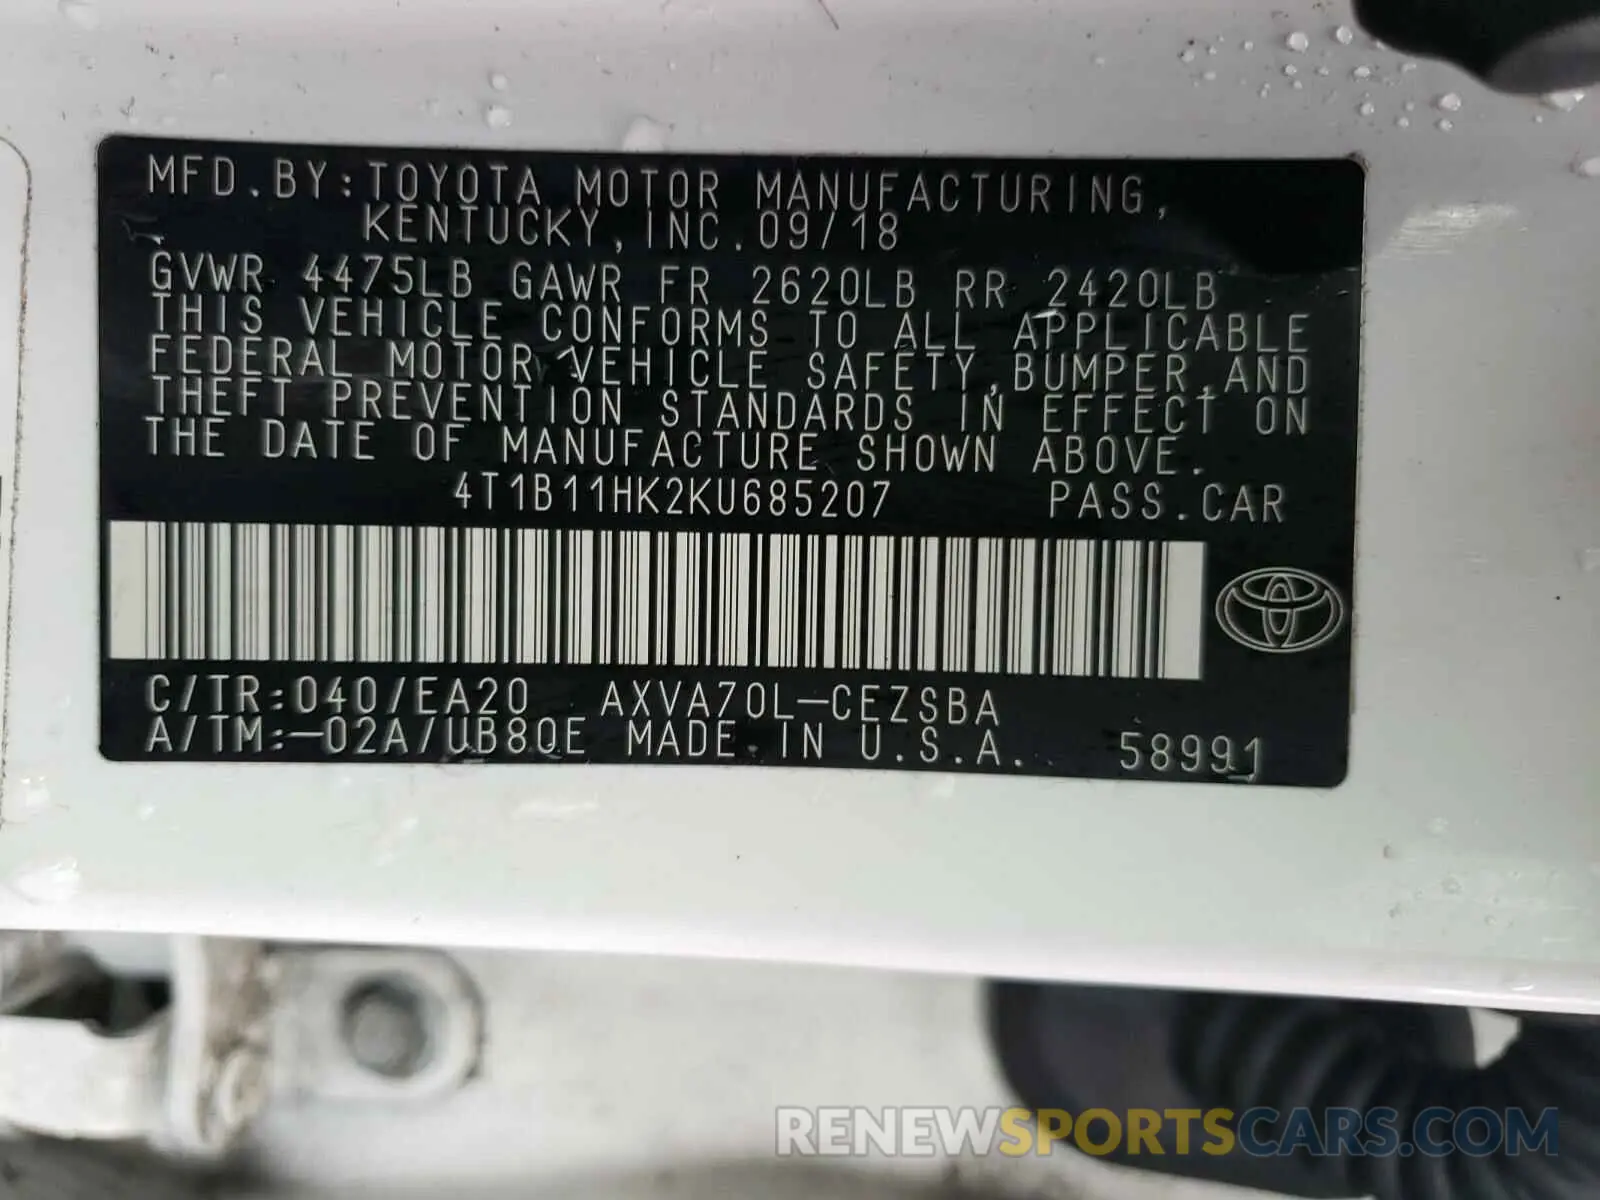 MFD.BY:TOYOTA MOTOR MANUFACTURING,
KENTUCKY,INC.09/18
GVWR 4475LB GAWR FR 2620LB RR 2420LB
THIS VEHICLE CONFORMS TO ALL APPLICABLE
FEDERAL MOTOR VEHICLE SAFETY,BUMPER,AND
THEFT PREVENTION STANDARDS IN EFFECT ON
THE DATE OF MANUFACTURE SHOWN ABOVE.
4T1B11HK2KU685207 PASS.CAR
C/TR:040/EA20 AXVA70L-CEZSBA
A/TM:-02A/UB80E MADE IN U.S.A. 58991
RENEWSPORTSCARS.COM